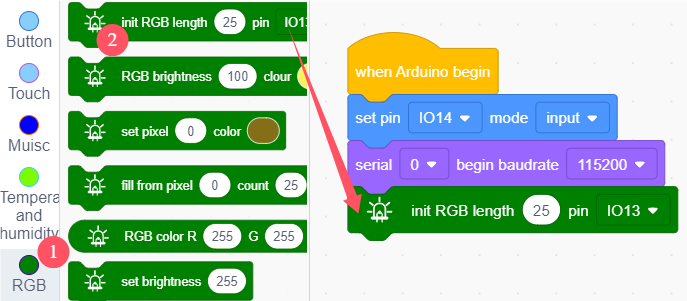 Button
Touch
Muisc
Tempera
and
humidity
RGB
1
2
init RGB length 25 pin IO13
RGB brightness 100 clour
set pixel 0 color
fill from pixel 0 count 25
RGB color R 255 G 255
set brightness 255
when Arduino begin
set pin IO14 mode input
serial 0 begin baudrate 115200
init RGB length 25 pin IO13